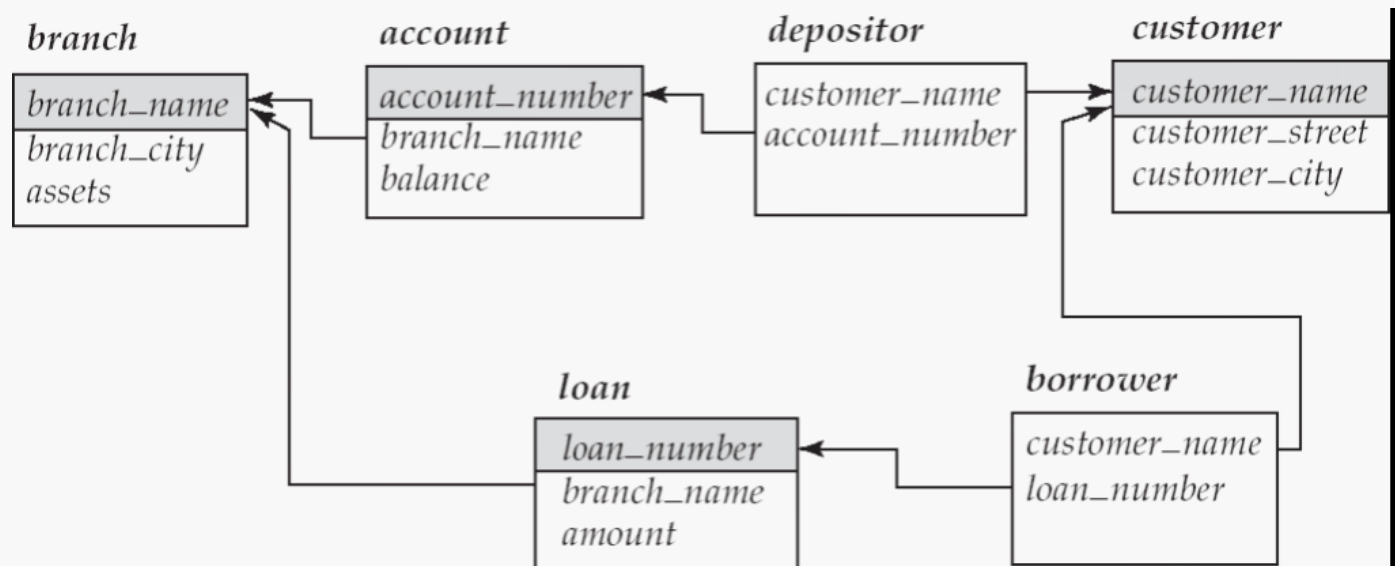 branch
branch_name
branch_city
assets
account
account_number
branch_name
balance
depositor
customer_name
account_number
customer
customer_name
customer_street
customer_city
loan
loan_number
branch_name
amount
borrower
customer_name
loan_number